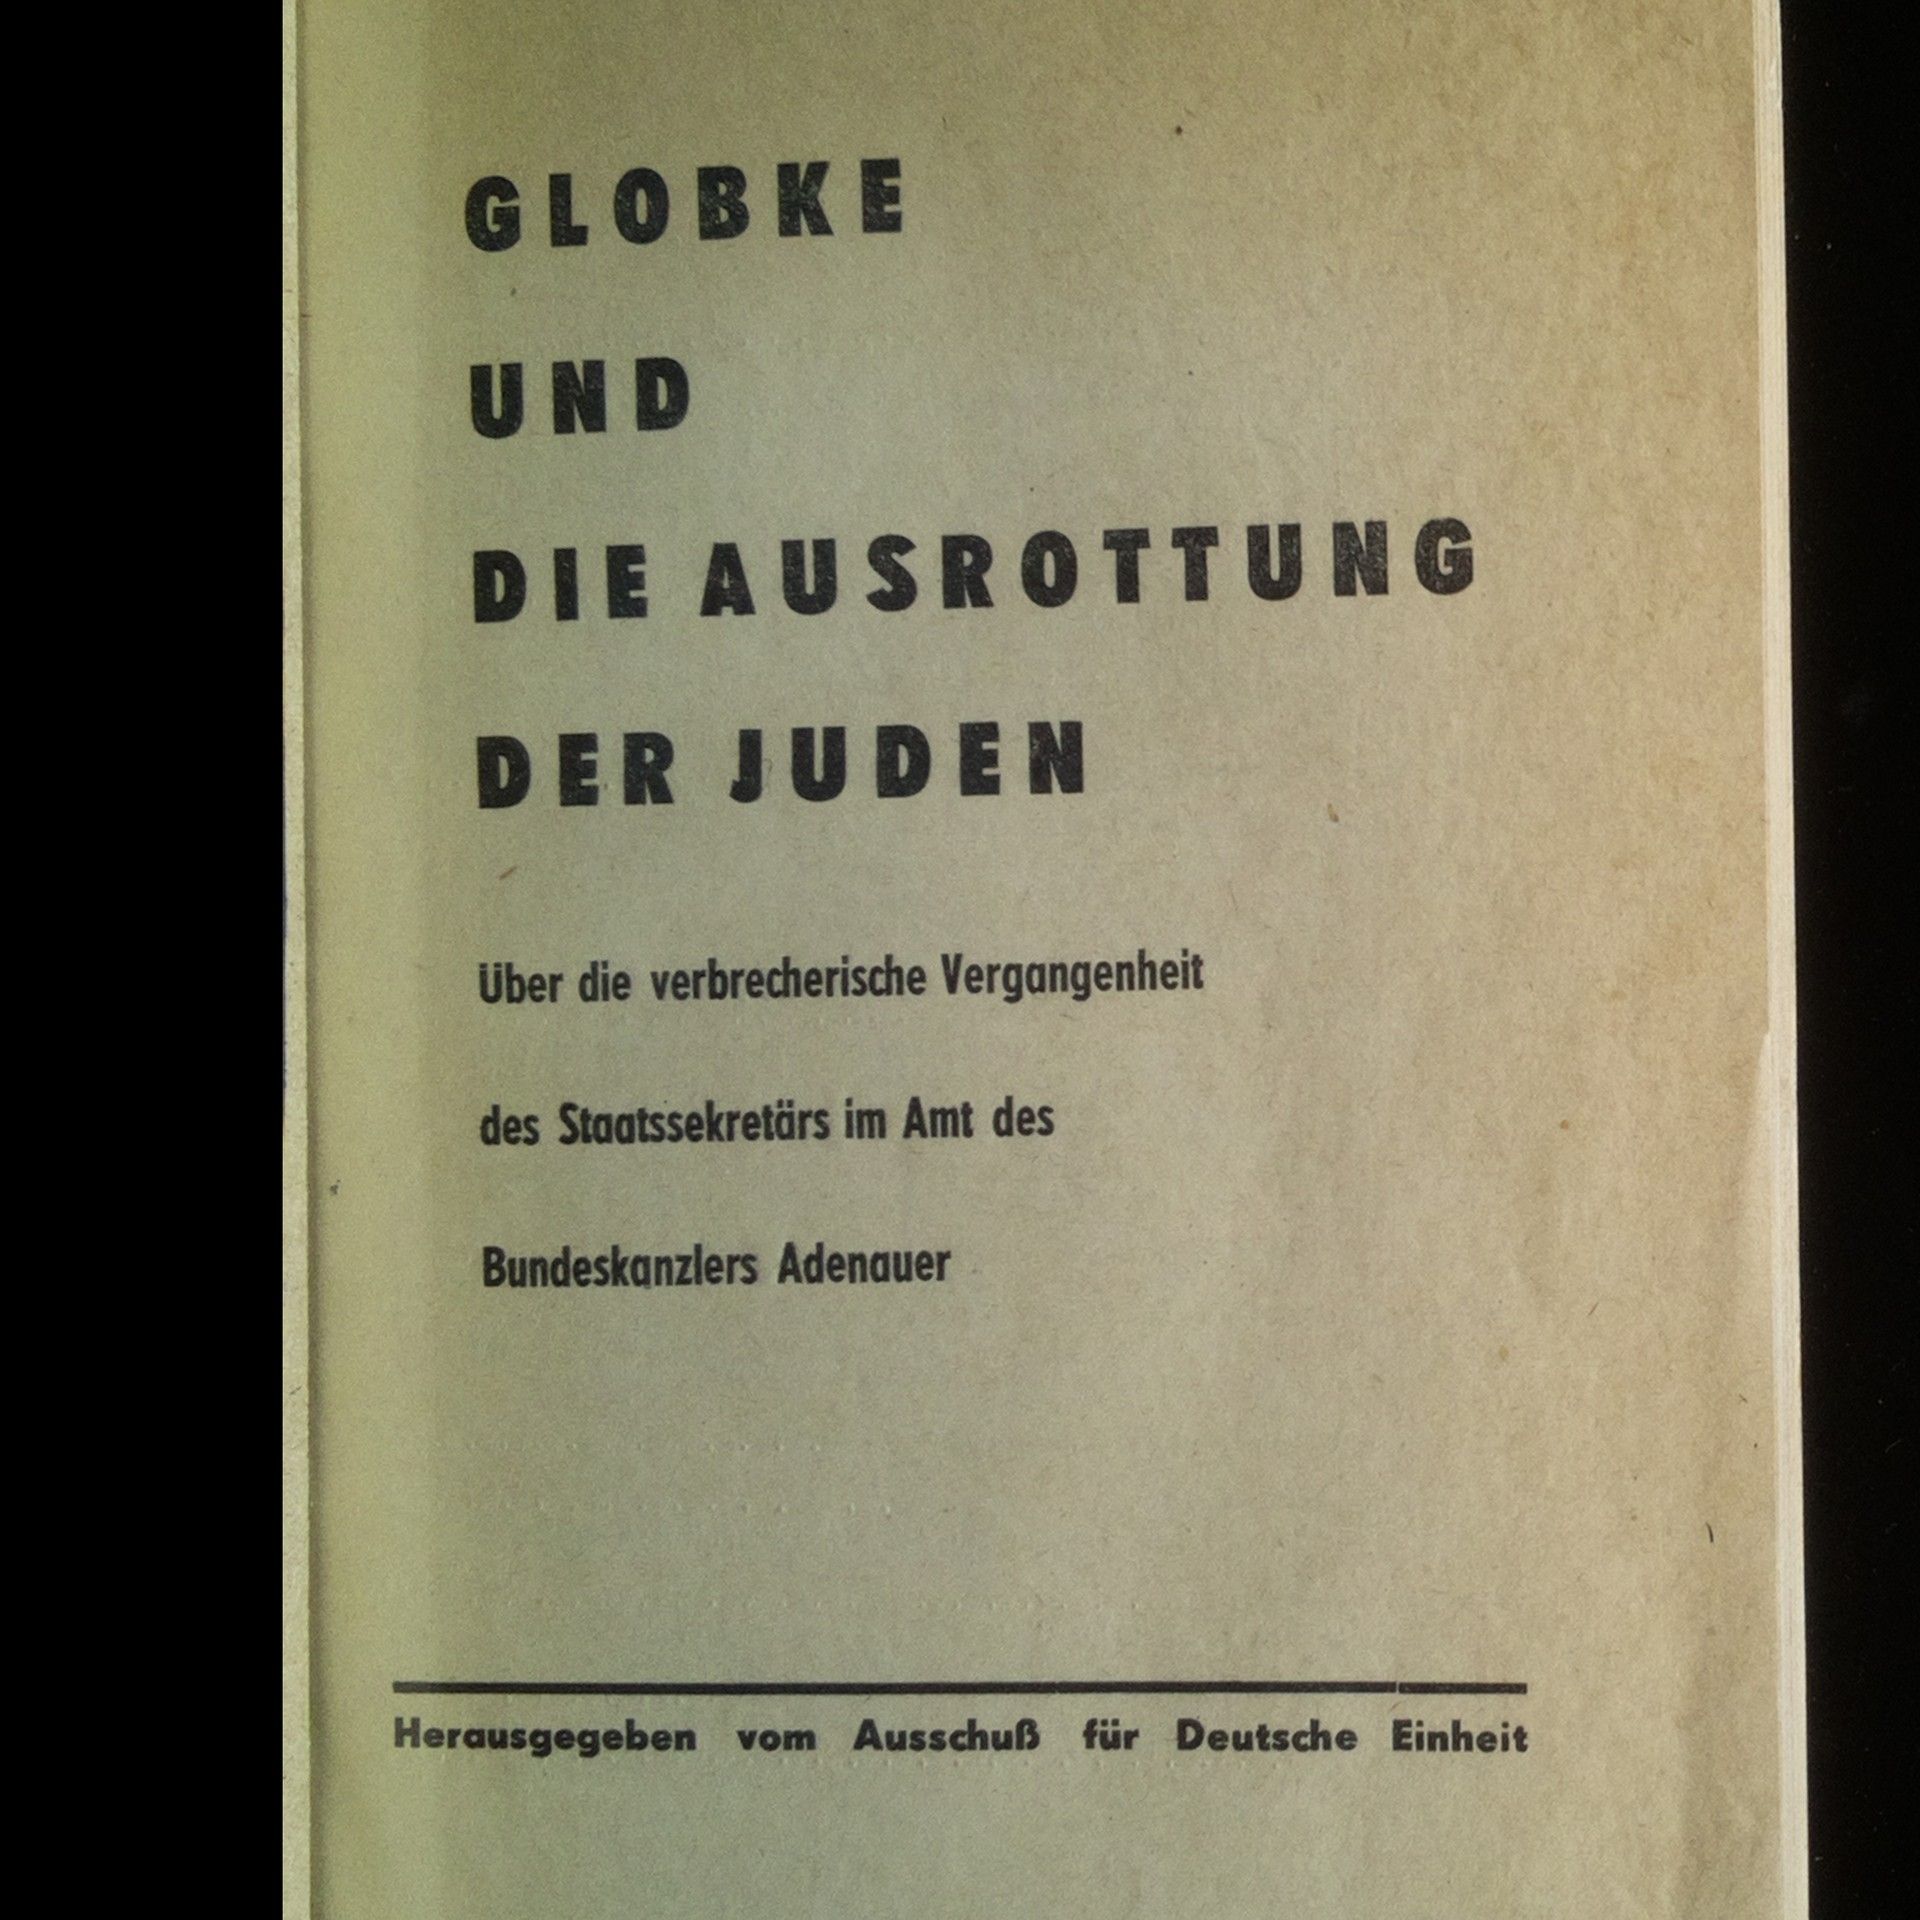 GLOBKE
UND
DIE AUSROTTUNG
DER JUDEN
Über die verbrecherische Vergangenheit
des Staatssekretärs im Amt des
Bundeskanzlers Adenauer
Herausgegeben vom Ausschuß für Deutsche Einheit